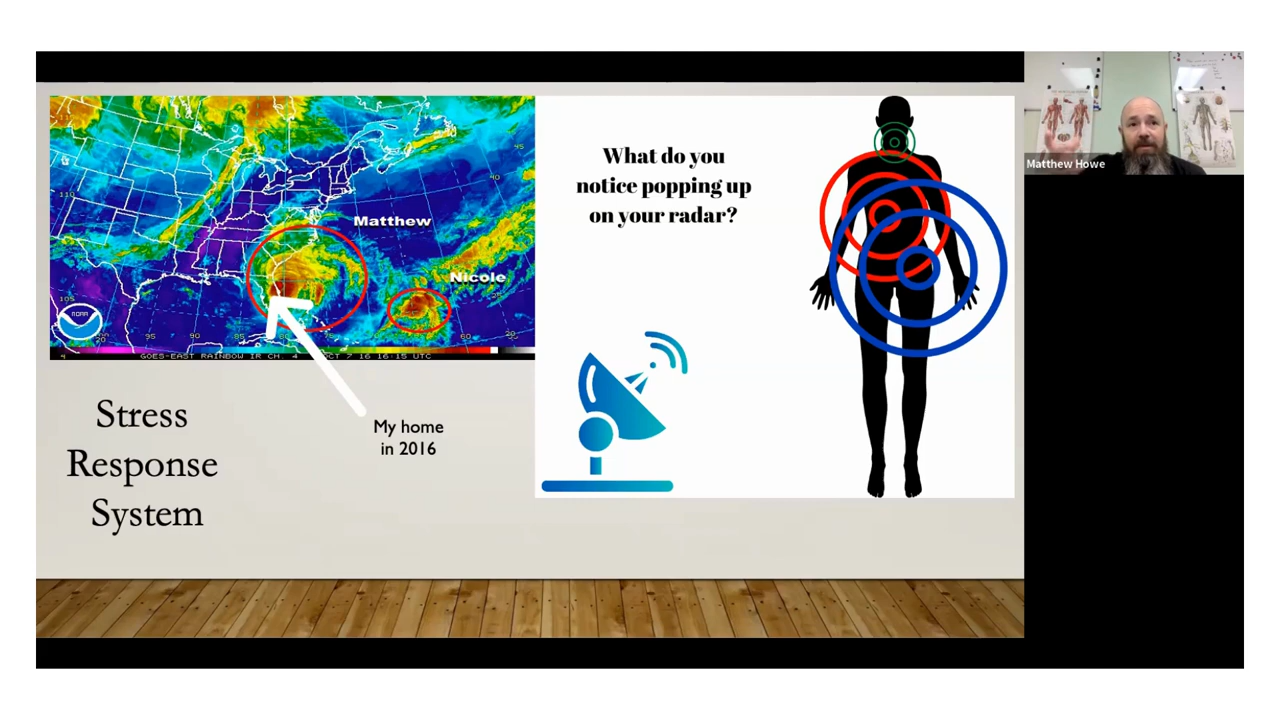 Matthew
Nicole
NOAA
GOES-EAST RAINBOW IR CH. 4
What do you
notice popping up
on your radar?
My home
in 2016
Stress
Response
System
Matthew Howe